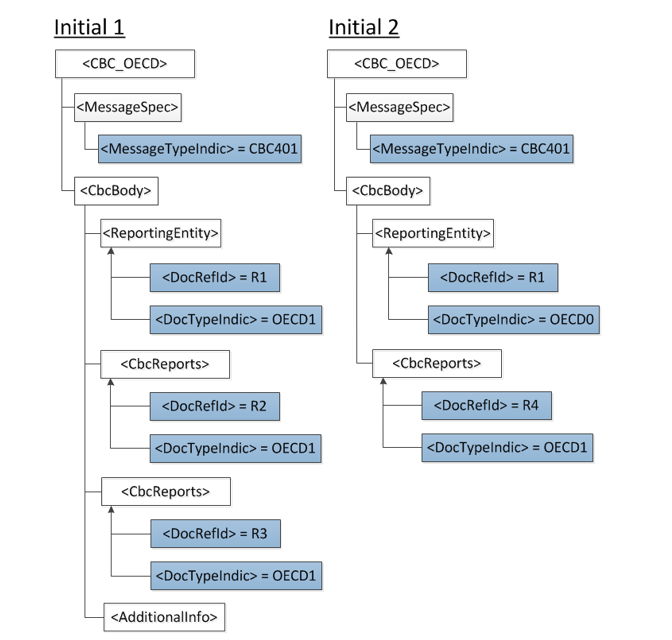 Initial 1
<CBC_OECD>
<MessageSpec>
<MessageTypeIndic> = CBC401
<CbcBody>
<ReportingEntity>
<DocRefId> = R1
<DocTypeIndic> = OECD1
<CbcReports>
<DocRefId> = R2
<DocTypeIndic> = OECD1
<CbcReports>
<DocRefId> = R3
<DocTypeIndic> = OECD1
<AdditionalInfo>
Initial 2
<CBC_OECD>
<MessageSpec>
<MessageTypeIndic> = CBC401
<CbcBody>
<ReportingEntity>
<DocRefId> = R1
<DocTypeIndic> = OECD0
<CbcReports>
<DocRefId> = R4
<DocTypeIndic> = OECD1